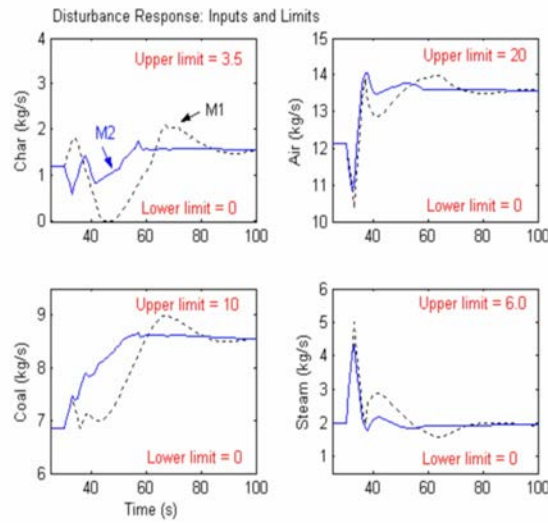 Disturbance Response: Inputs and Limits
Char (kg/s)
4
3
2
1
0
Upper limit = 3.5
M1
M2
Lower limit = 0
40 60 80 100
Air (kg/s)
15
14
13
12
11
10
Upper limit = 20
Lower limit = 0
40 60 80 100
Coal (kg/s)
9
8
7
6
Upper limit = 10
Lower limit = 0
40 60 80 100
Time (s)
Steam (kg/s)
6
5
4
3
2
1
Upper limit = 6.0
Lower limit = 0
40 60 80 100